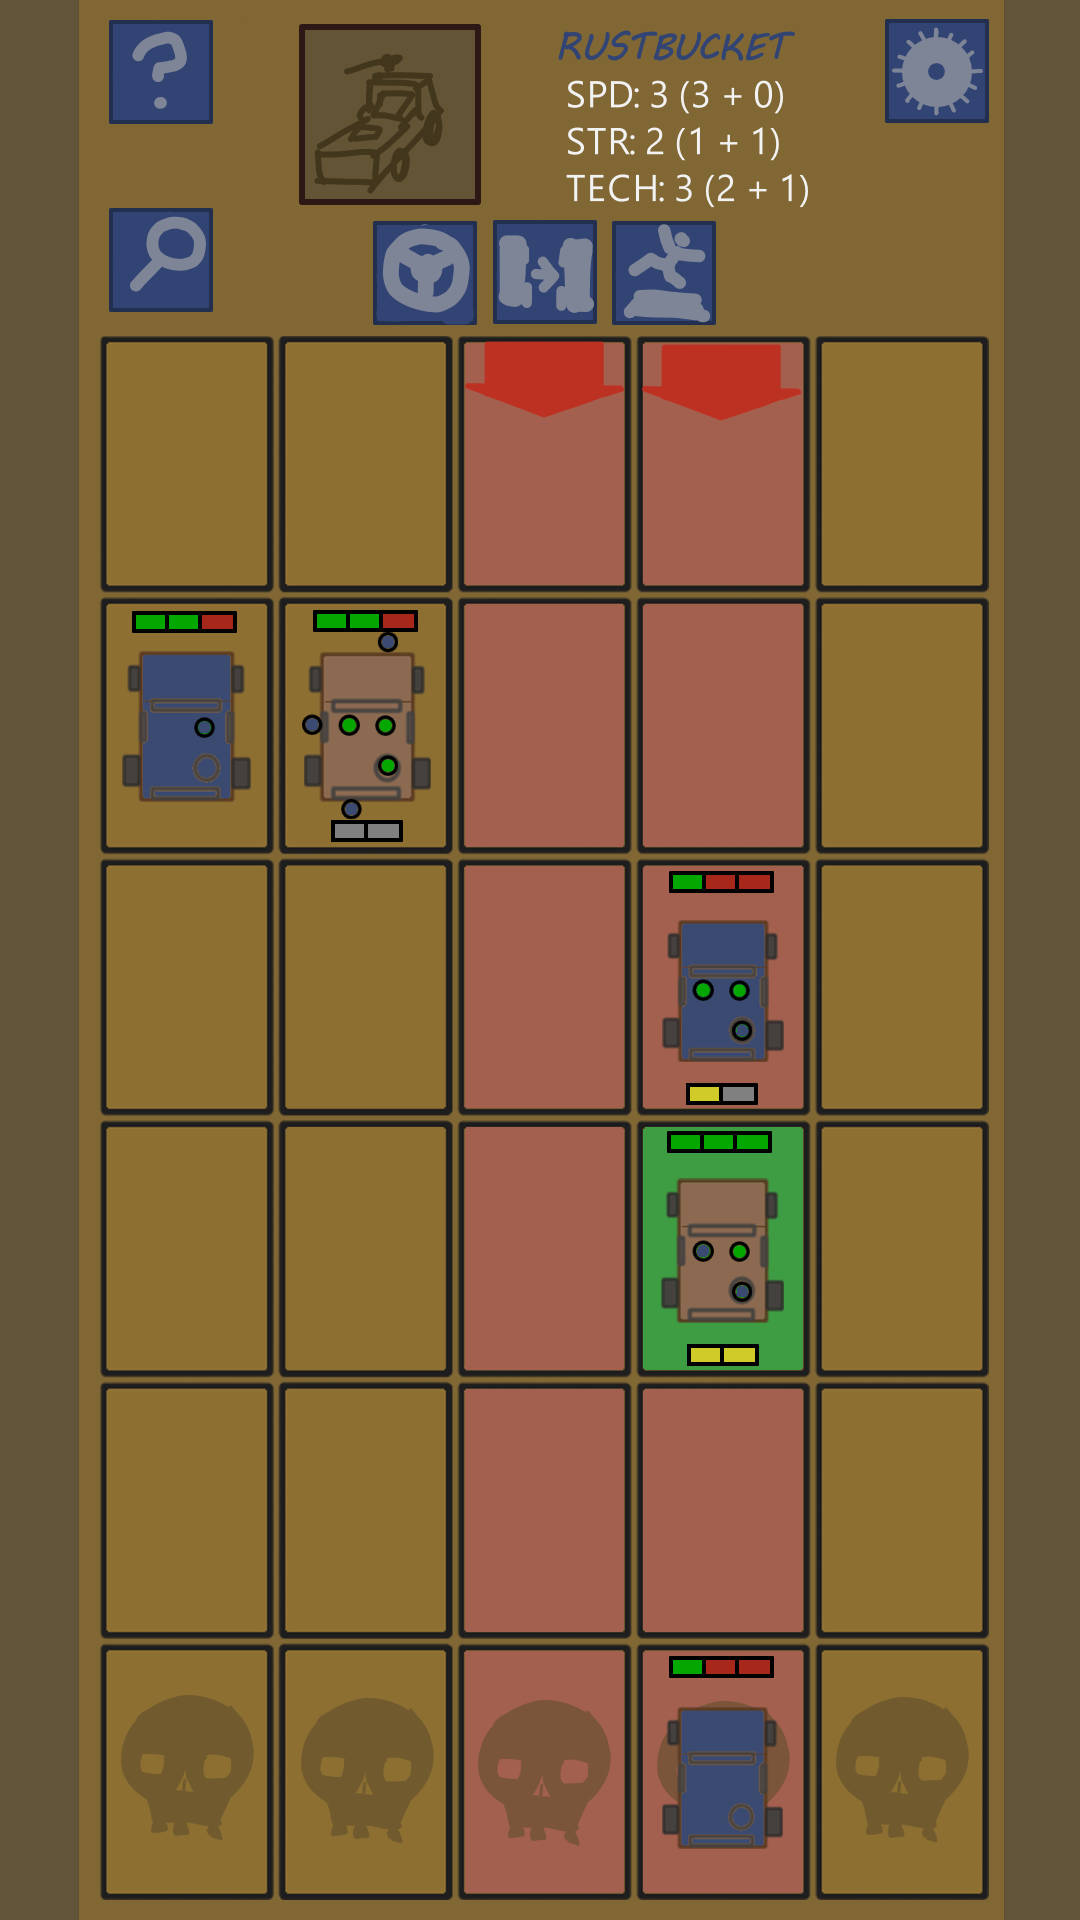 ?
RUSTBUCKET
SPD: 3 (3 + 0)
STR: 2 (1 + 1)
TECH: 3 (2 + 1)